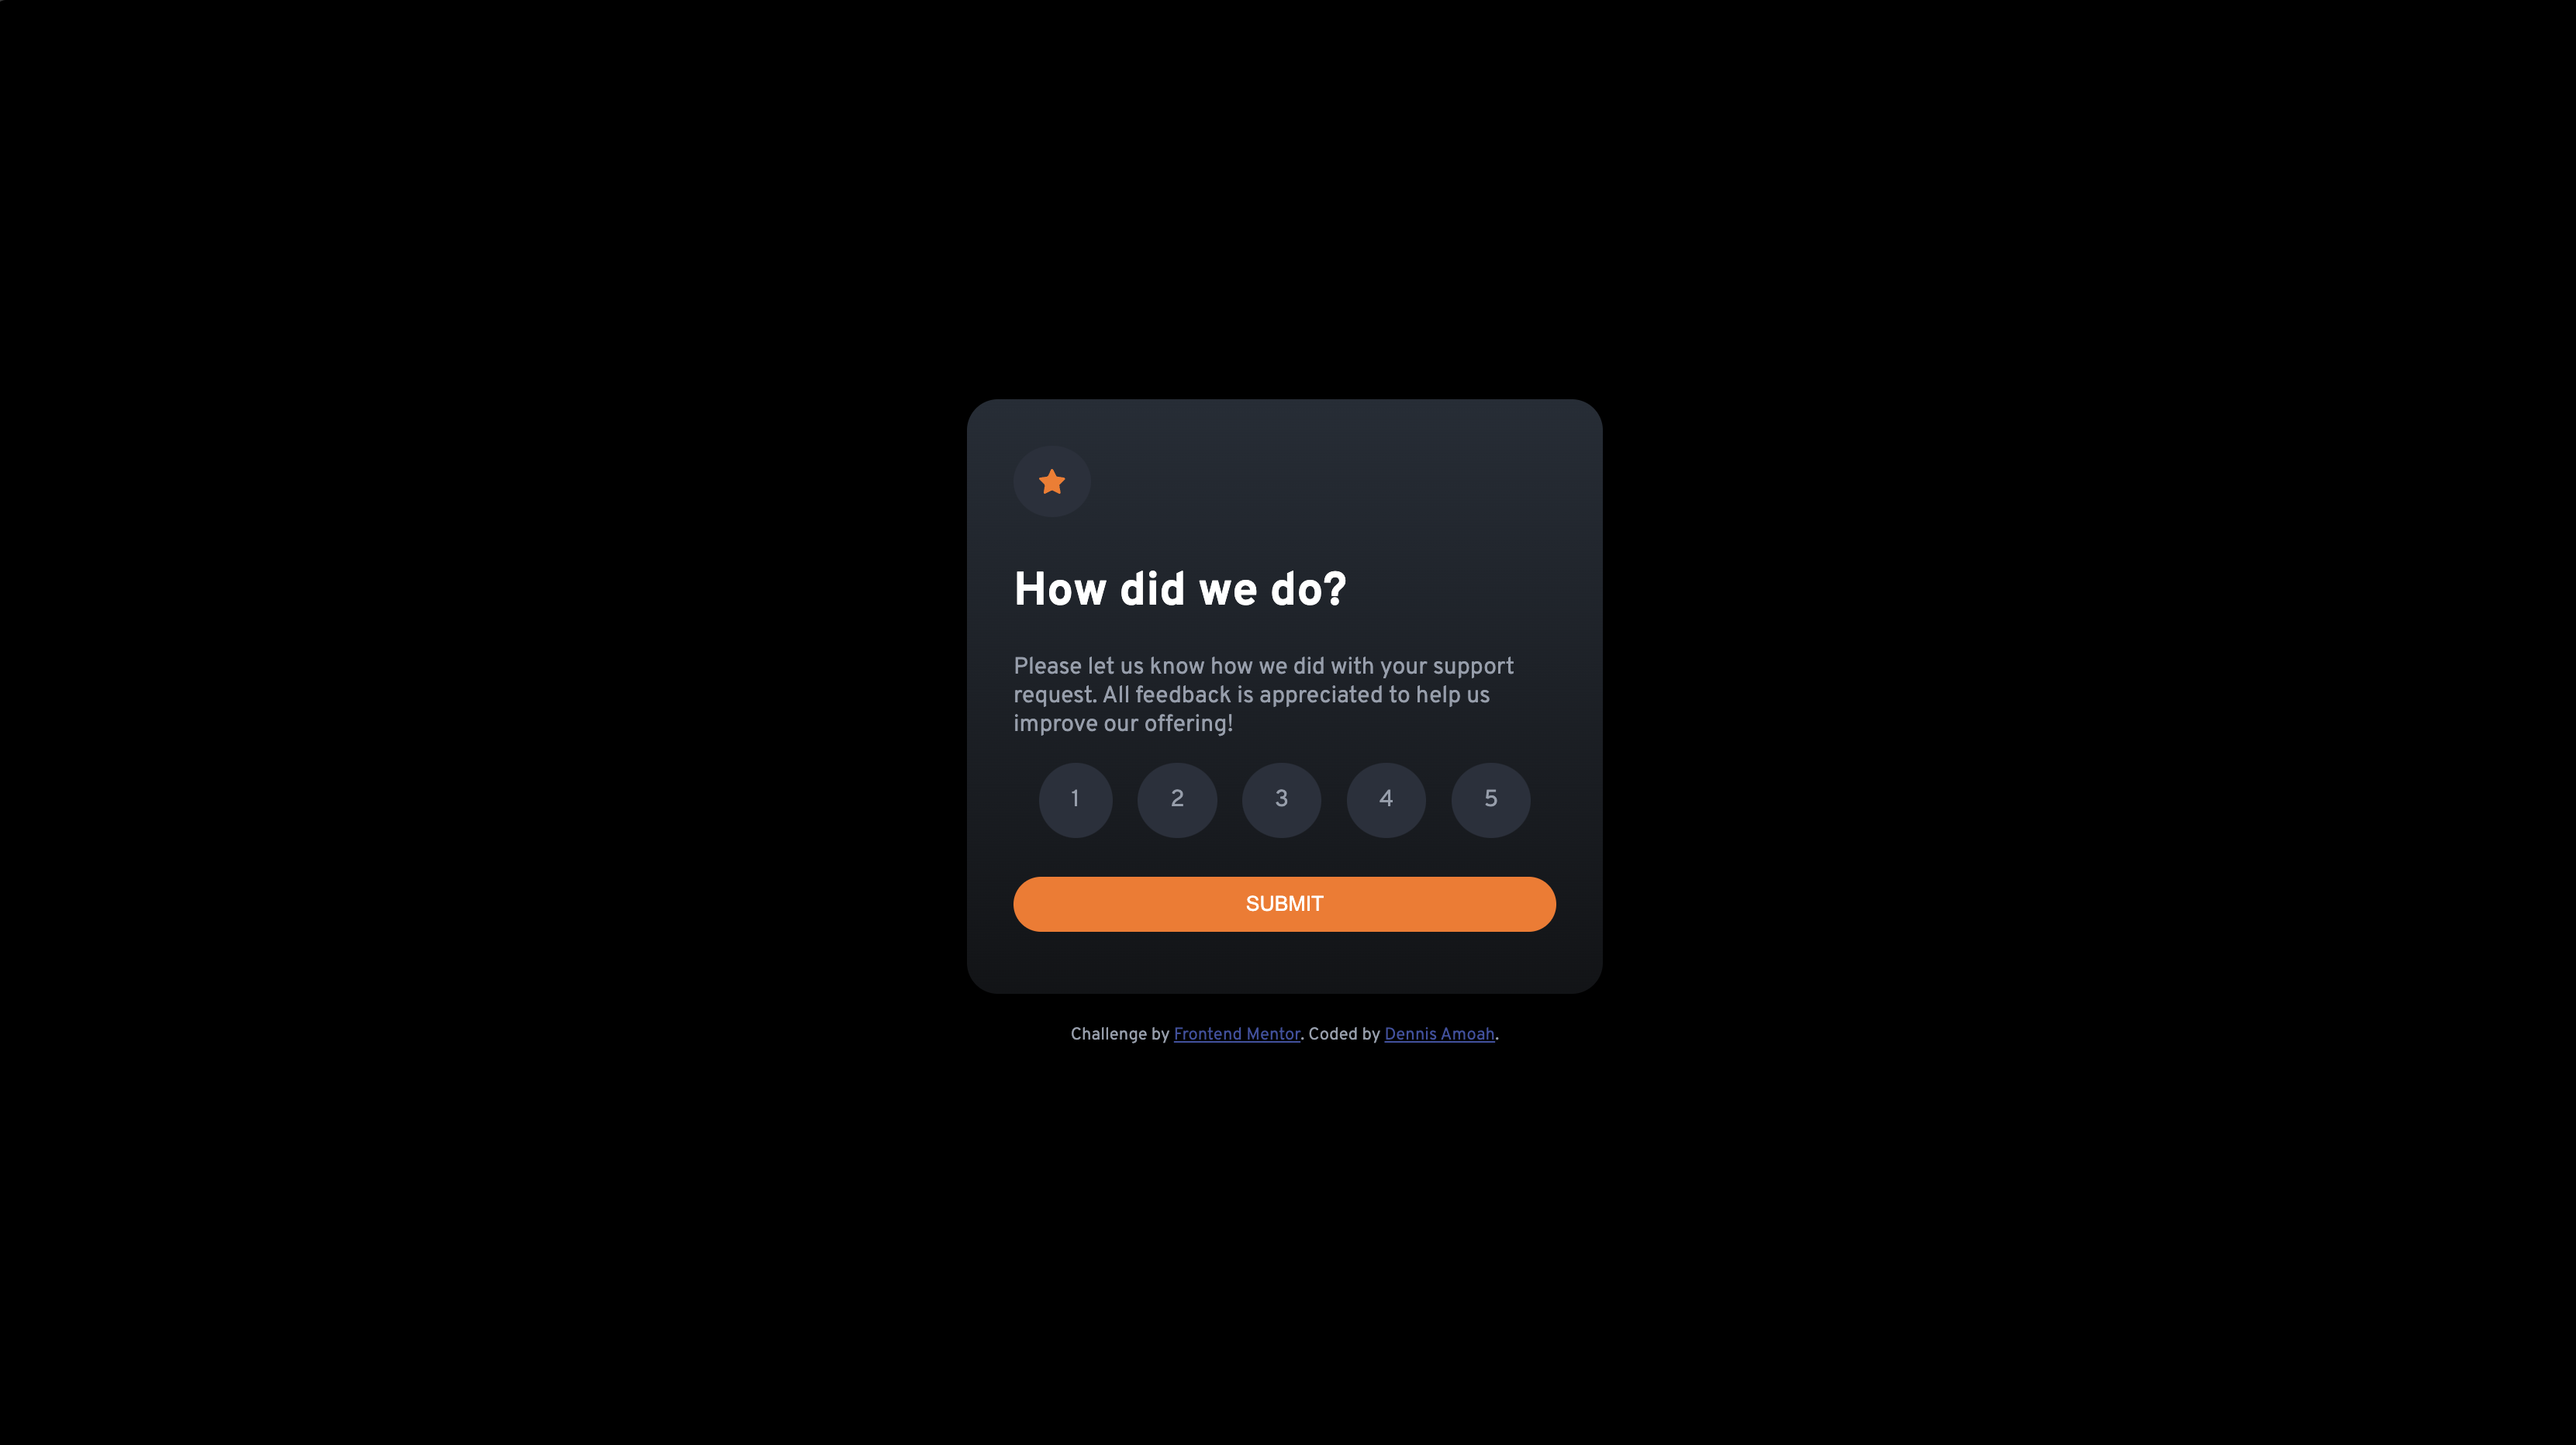 How did we do?
Please let us know how we did with your support
request. All feedback is appreciated to help us
improve our offering!
1 2 3 4 5
SUBMIT
Challenge by Frontend Mentor. Coded by Dennis Amoah.